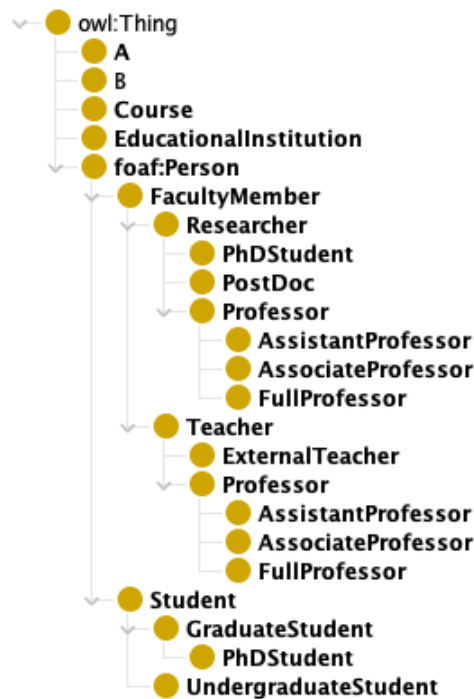 owl:Thing
A
B
Course
EducationalInstitution
foaf:Person
FacultyMember
Researcher
PhDStudent
PostDoc
Professor
AssistantProfessor
AssociateProfessor
FullProfessor
Teacher
ExternalTeacher
Professor
AssistantProfessor
AssociateProfessor
FullProfessor
Student
GraduateStudent
PhDStudent
UndergraduateStudent